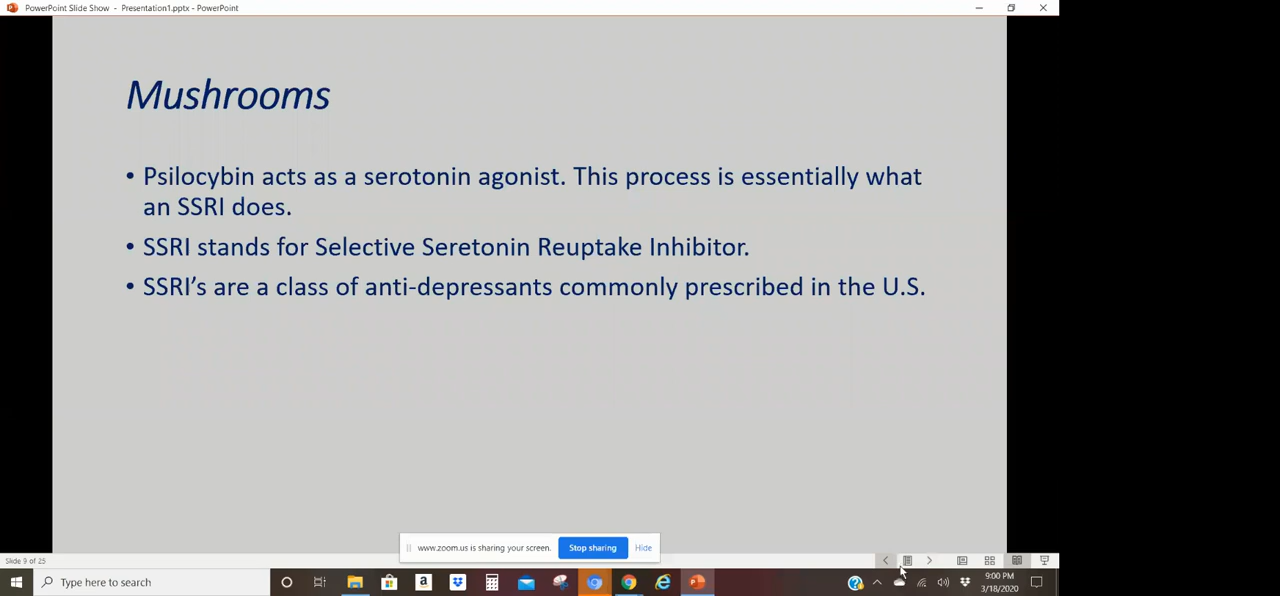 PowerPoint Slide Show - Presentation1.pptx - PowerPoint
Mushrooms
• Psilocybin acts as a serotonin agonist. This process is essentially what
an SSRI does.
• SSRI stands for Selective Seretonin Reuptake Inhibitor.
• SSRI’s are a class of anti-depressants commonly prescribed in the U.S.
www.zoom.us is sharing your screen.
Stop sharing
Hide
Slide 9 of 25
Type here to search
9:00 PM
3/18/2020